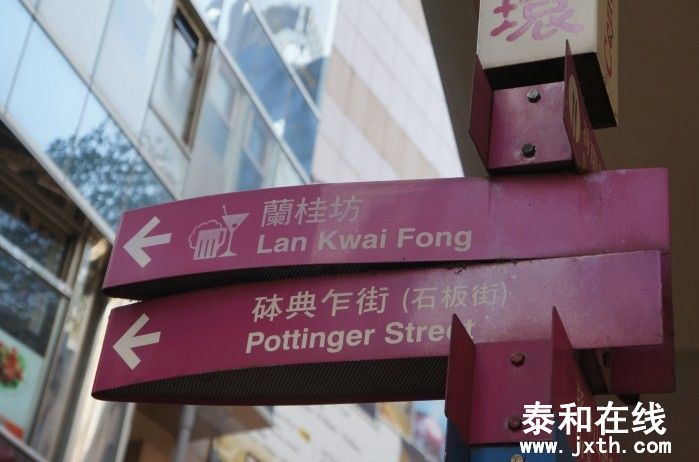 環
蘭桂坊
Lan Kwai Fong
砵典乍街 (石板街)
Pottinger Street
泰和在线
www.jxth.com